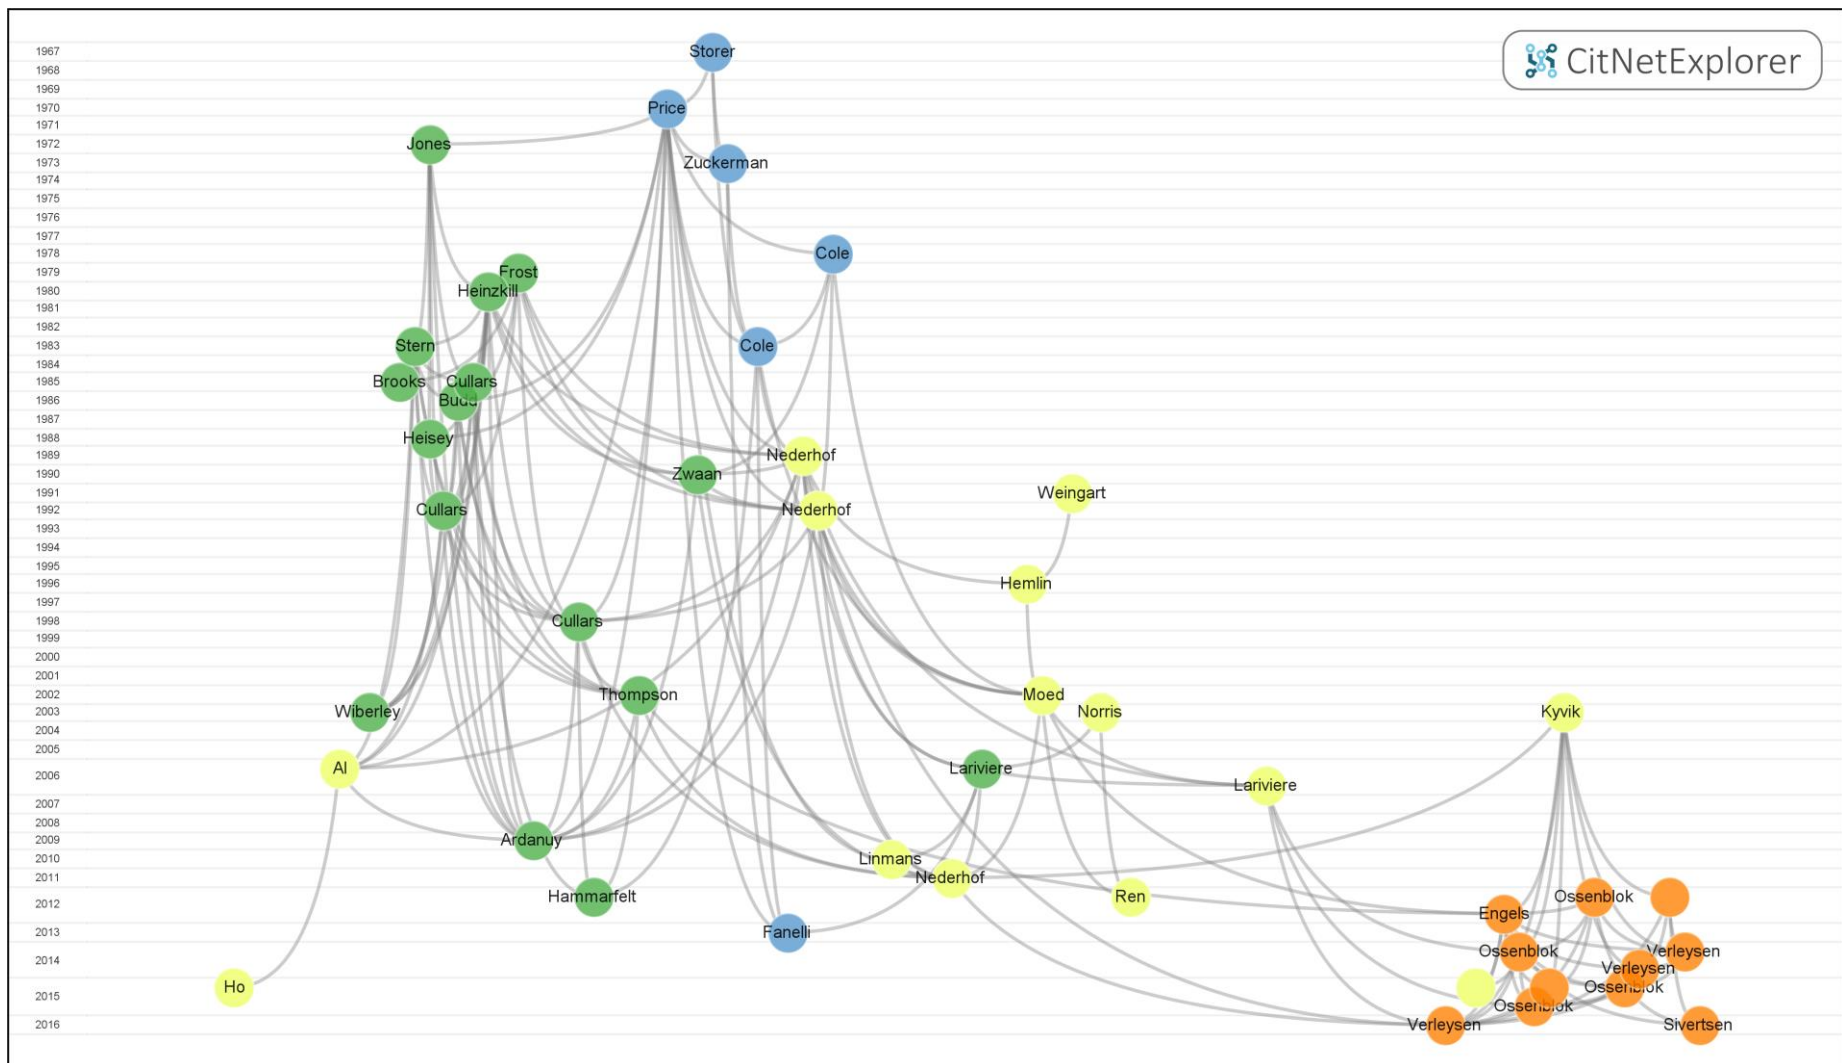 1967 Storer
CitNetExplorer
1968
1969
1970 Price
1971
1972 Jones
1973 Zuckerman
1974
1975
1976
1977
1978 Cole
1979 Frost
1980 Heinzkill
1981
1982
1983 Stern Cole
1984
1985 Brooks Cullars
1986 Budd
1987
1988 Heisey
1989 Nederhof
1990 Zwaan
1991 Weingart
1992 Cullars Nederhof
1993
1994
1995
1996 Hemlin
1997
1998 Cullars
1999
2000
2001
2002 Thompson Moed
2003 Wiberley Norris Kyvik
2004
2005
2006 Al Lariviere Lariviere
2007
2008
2009 Ardanuy
2010 Linmans
2011 Nederhof
2012 Hammarfelt Ren Engels Ossenblok
2013 Fanelli
2014 Ossenblok Verleysen
Verleysen
2015 Ho Ossenblok
Ossenblok
2016 Verleysen Sivertsen